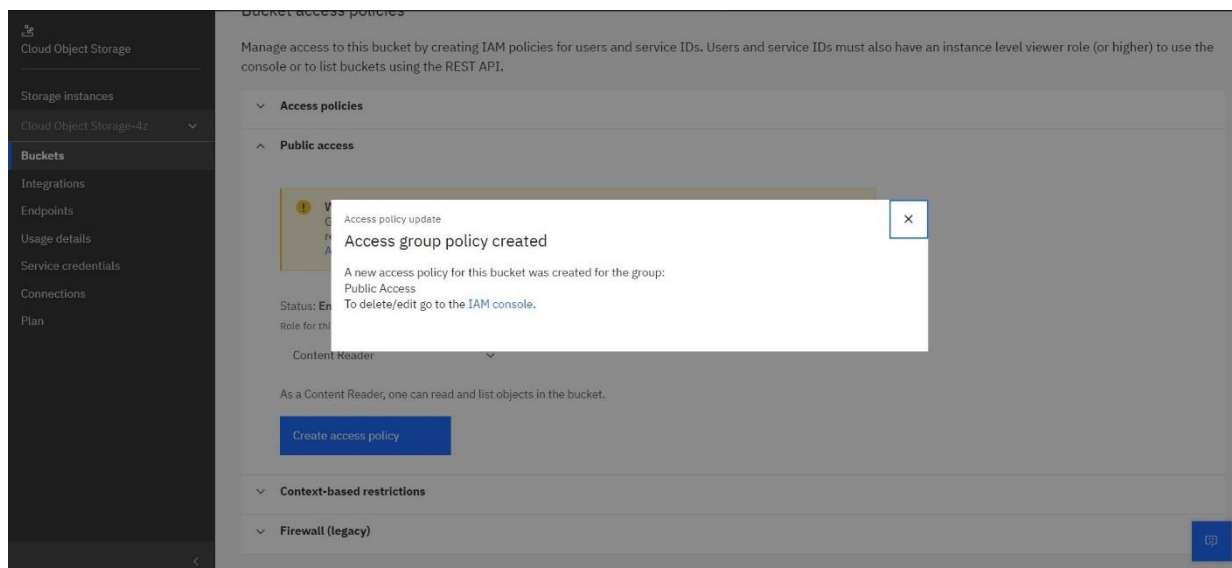 Cloud Object Storage
Storage instances
Cloud Object Storage-4z
Buckets
Integrations
Endpoints
Usage details
Service credentials
Connections
Plan
Bucket access policies
Manage access to this bucket by creating IAM policies for users and service IDs. Users and service IDs must also have an instance level viewer role (or higher) to use the
console or to list buckets using the REST API.
Access policies
Public access
Access policy update
Access group policy created
A new access policy for this bucket was created for the group:
Public Access
To delete/edit go to the IAM console.
Status:
Role for
Content Reader
As a Content Reader, one can read and list objects in the bucket.
Create access policy
Context-based restrictions
Firewall (legacy)